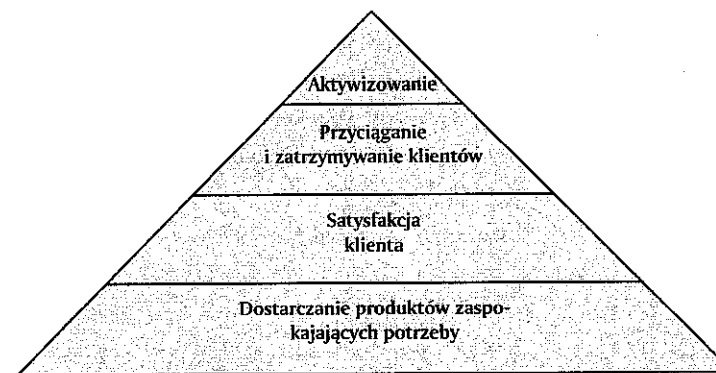 Aktywizowanie
Przyciąganie
i zatrzymywanie klientów
Satysfakcja
klienta
Dostarczanie produktów zaspo-
kajających potrzeby